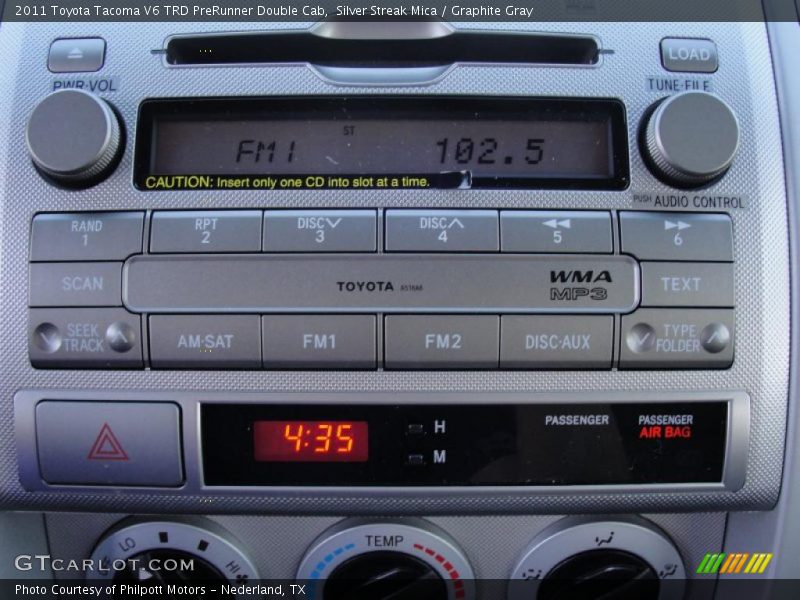 2011 Toyota Tacoma V6 TRD PreRunner Double Cab, Silver Streak Mica / Graphite Gray
LOAD
PWR·VOL
TUNE·FILE
FM1 ST 102.5
CAUTION: Insert only one CD into slot at a time.
PUSH AUDIO CONTROL
RAND 1
RPT 2
DISC 3
DISC 4
5
6
SCAN
TOYOTA
WMA
MP3
TEXT
SEEK TRACK
AM·SAT
FM1
FM2
DISC·AUX
TYPE FOLDER
4:35
H
M
PASSENGER
PASSENGER AIR BAG
LO
HI
TEMP
GTCARLOT.COM
Photo Courtesy of Philpott Motors - Nederland, TX